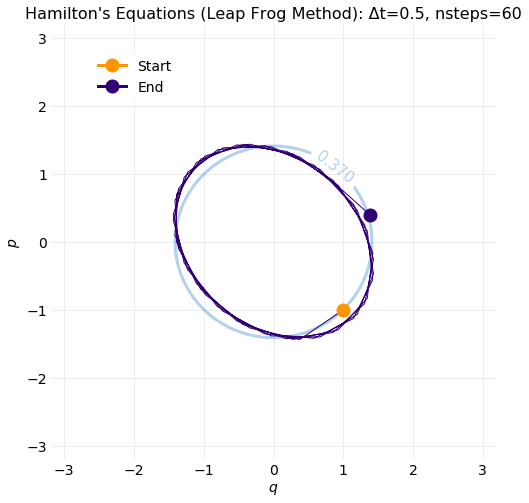 Hamilton's Equations (Leap Frog Method): Δt=0.5, nsteps=60
3
Start
End
2
0.370
1
p
0
−1
−2
−3
−3 −2 −1 0 1 2 3
q